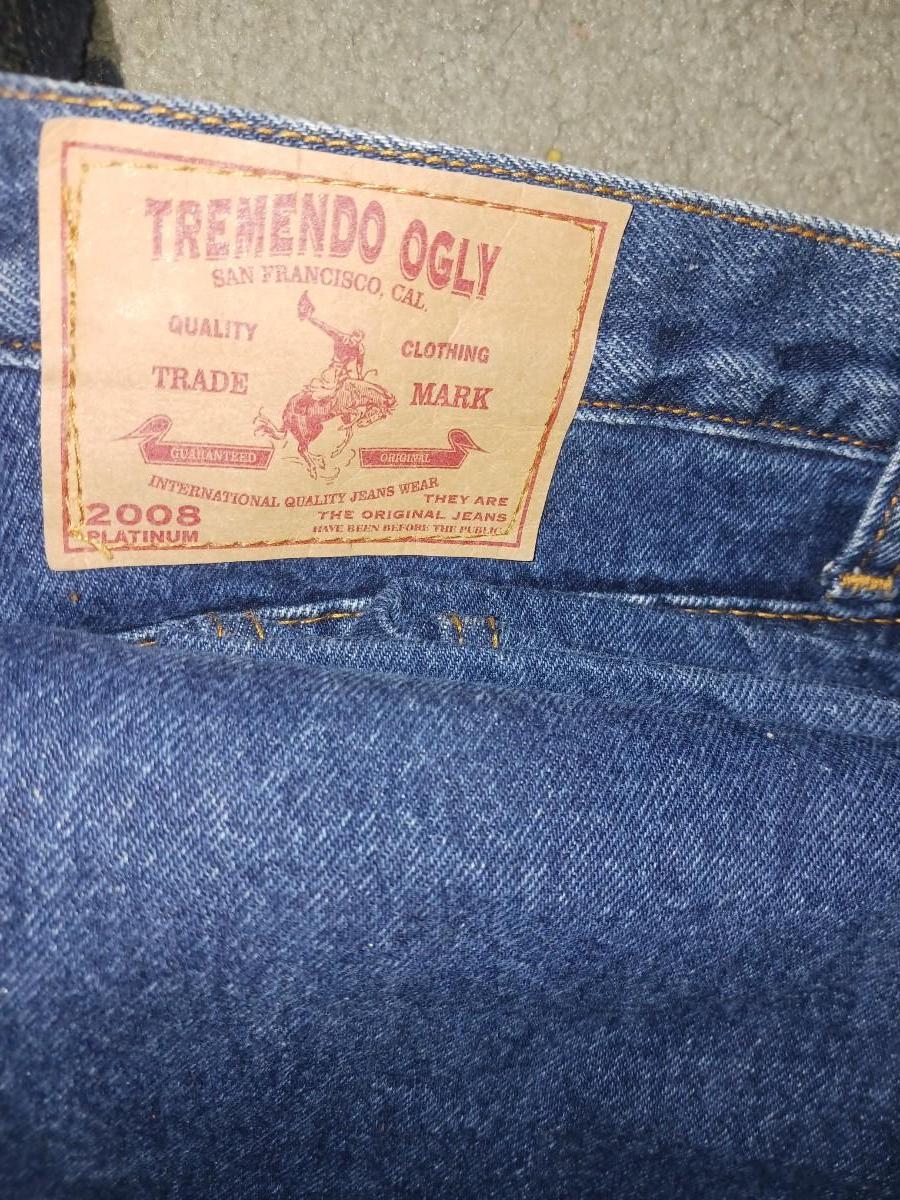 TREMENDO OGLY
SAN FRANCISCO, CAL.
QUALITY CLOTHING
TRADE MARK
GUARANTEED ORIGINAL
INTERNATIONAL QUALITY JEANS WEAR
2008
PLATINUM
THEY ARE
THE ORIGINAL JEANS
HAVE BEEN BEFORE THE PUBLIC